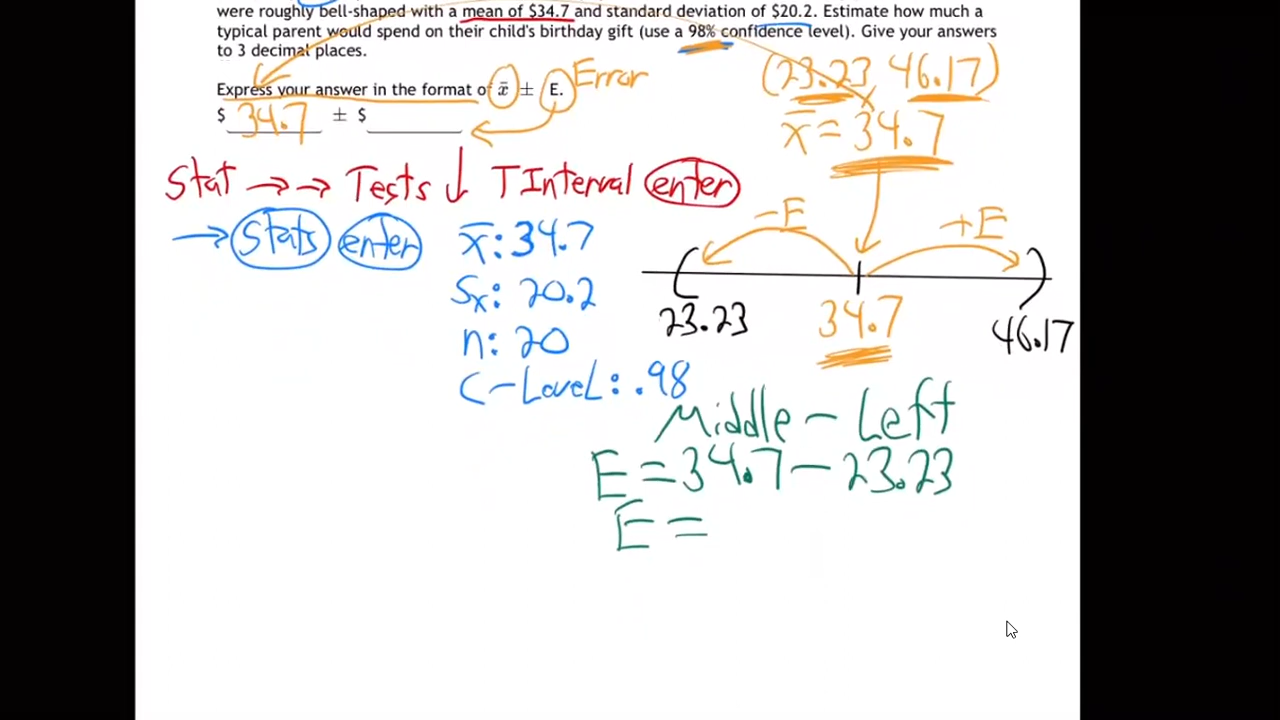 were roughly bell-shaped with a mean of $34.7 and standard deviation of $20.2. Estimate how much a
typical parent would spend on their child's birthday gift (use a 98% confidence level). Give your answers
to 3 decimal places.
(23.23 46.17)
Express your answer in the format of x̄ ± E. Error
$ 34.7 ± $
x̄ = 34.7
Stat →→ Tests ↓ TInterval enter
→ Stats enter
x̄: 34.7
Sx: 20.2
n: 20
C-Level: .98
-E +E
23.23 34.7 46.17
Middle - Left
E = 34.7 - 23.23
E =